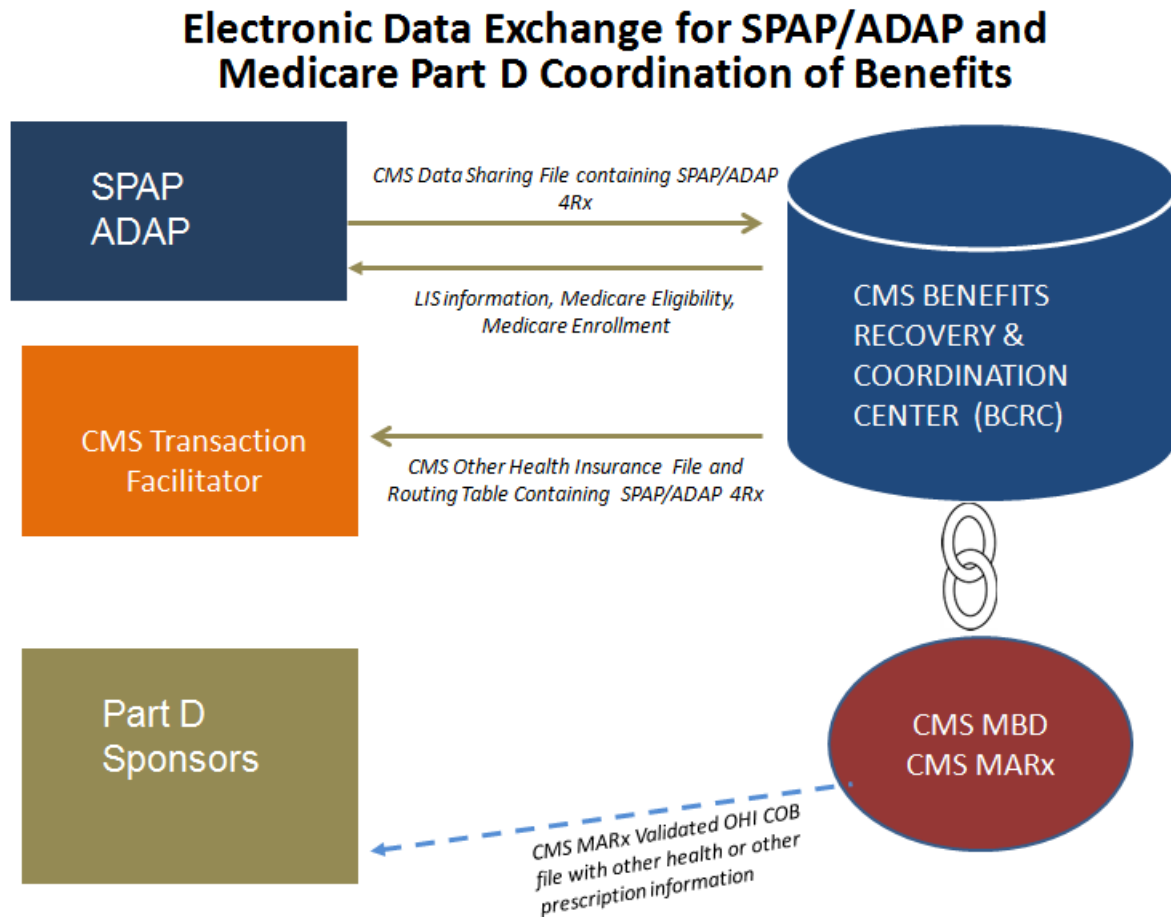 Electronic Data Exchange for SPAP/ADAP and
Medicare Part D Coordination of Benefits
SPAP
ADAP
CMS Data Sharing File containing SPAP/ADAP
4Rx
LIS information, Medicare Eligibility,
Medicare Enrollment
CMS BENEFITS
RECOVERY &
COORDINATION
CENTER (BCRC)
CMS Transaction
Facilitator
CMS Other Health Insurance File and
Routing Table Containing SPAP/ADAP 4Rx
Part D
Sponsors
CMS MBD
CMS MARx
CMS MARx Validated OHI COB
file with other health or other
prescription information